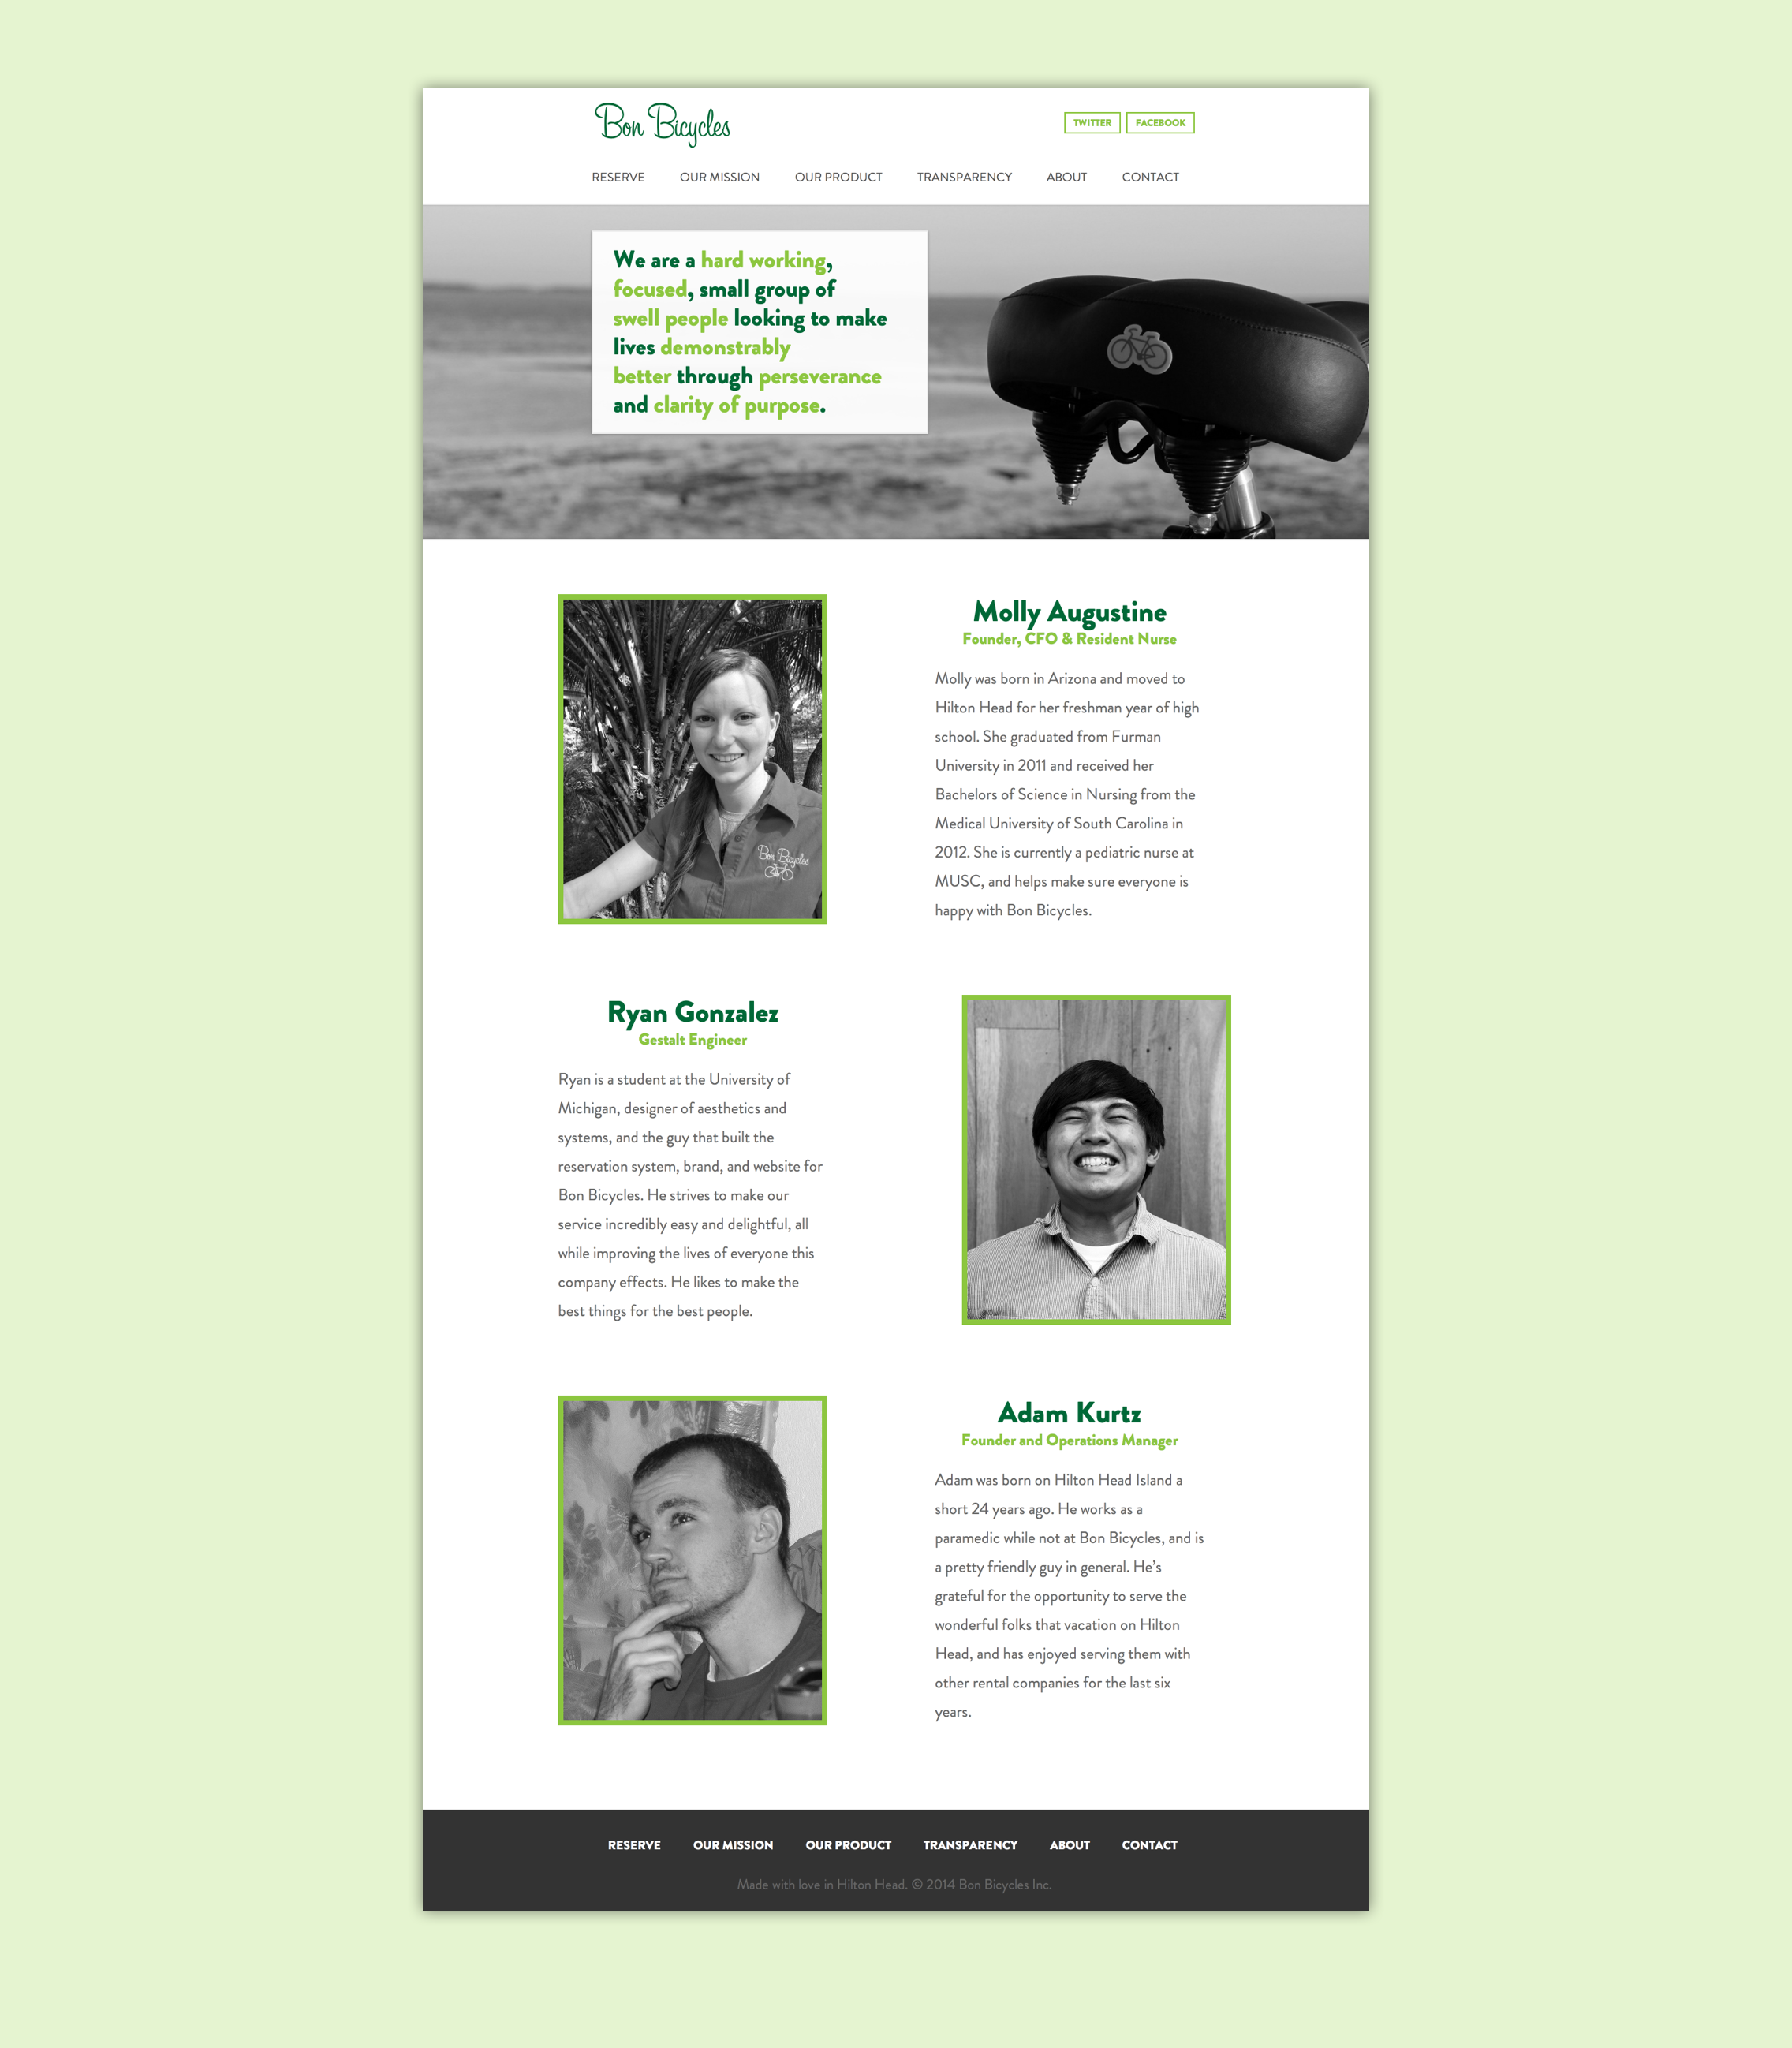 Bon Bicycles
TWITTER FACEBOOK
RESERVE OUR MISSION OUR PRODUCT TRANSPARENCY ABOUT CONTACT
We are a hard working,
focused, small group of
swell people looking to make
lives demonstrably
better through perseverance
and clarity of purpose.
Bon Bicycles
Molly Augustine
Founder, CFO & Resident Nurse
Molly was born in Arizona and moved to
Hilton Head for her freshman year of high
school. She graduated from Furman
University in 2011 and received her
Bachelors of Science in Nursing from the
Medical University of South Carolina in
2012. She is currently a pediatric nurse at
MUSC, and helps make sure everyone is
happy with Bon Bicycles.
Ryan Gonzalez
Gestalt Engineer
Ryan is a student at the University of
Michigan, designer of aesthetics and
systems, and the guy that built the
reservation system, brand, and website for
Bon Bicycles. He strives to make our
service incredibly easy and delightful, all
while improving the lives of everyone this
company effects. He likes to make the
best things for the best people.
Adam Kurtz
Founder and Operations Manager
Adam was born on Hilton Head Island a
short 24 years ago. He works as a
paramedic while not at Bon Bicycles, and is
a pretty friendly guy in general. He's
grateful for the opportunity to serve the
wonderful folks that vacation on Hilton
Head, and has enjoyed serving them with
other rental companies for the last six
years.
RESERVE OUR MISSION OUR PRODUCT TRANSPARENCY ABOUT CONTACT
Made with love in Hilton Head. © 2014 Bon Bicycles Inc.